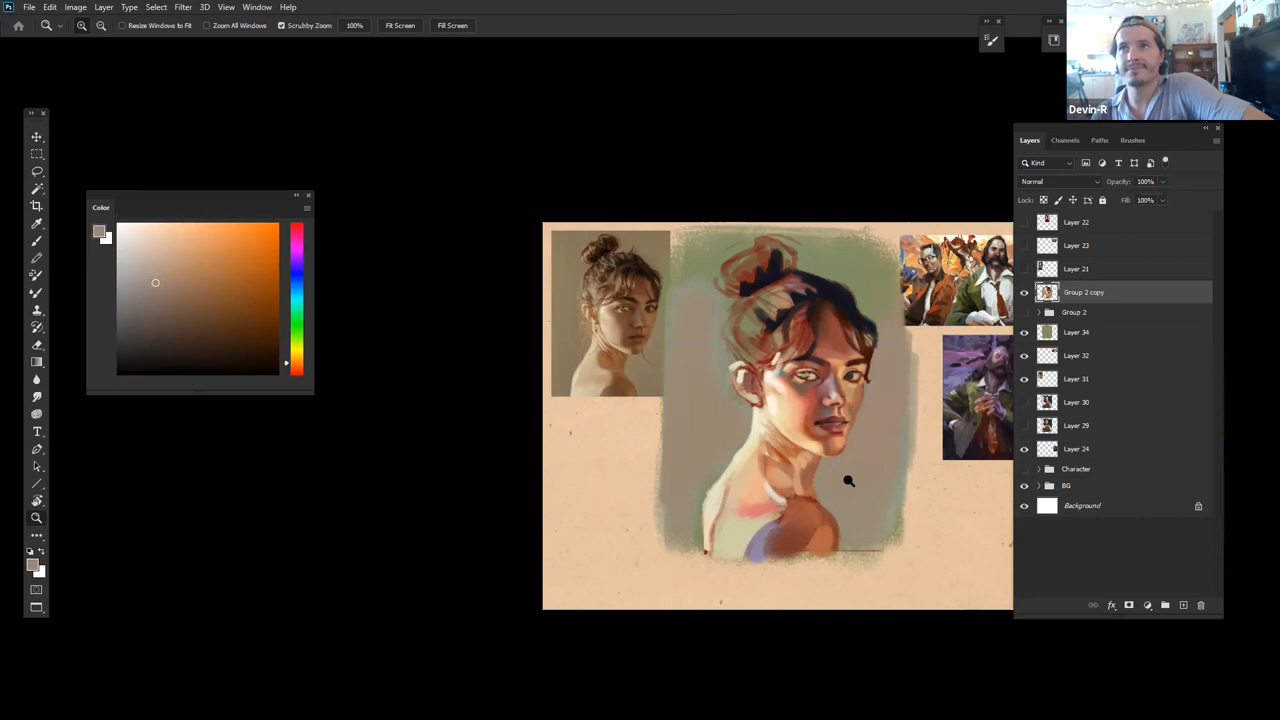 Ps File Edit Image Layer Type Select Filter 3D View Window Help
Resize Windows to Fit Zoom All Windows Scrubby Zoom 100% Fit Screen Fill Screen
Devin-R
Layers Channels Paths Brushes
Kind
Normal Opacity: 100%
Lock: Fill: 100%
Color
Layer 22
Layer 23
Layer 21
Group 2 copy
Group 2
Layer 34
Layer 32
Layer 31
Layer 30
Layer 29
Layer 24
Character
BG
Background
fx